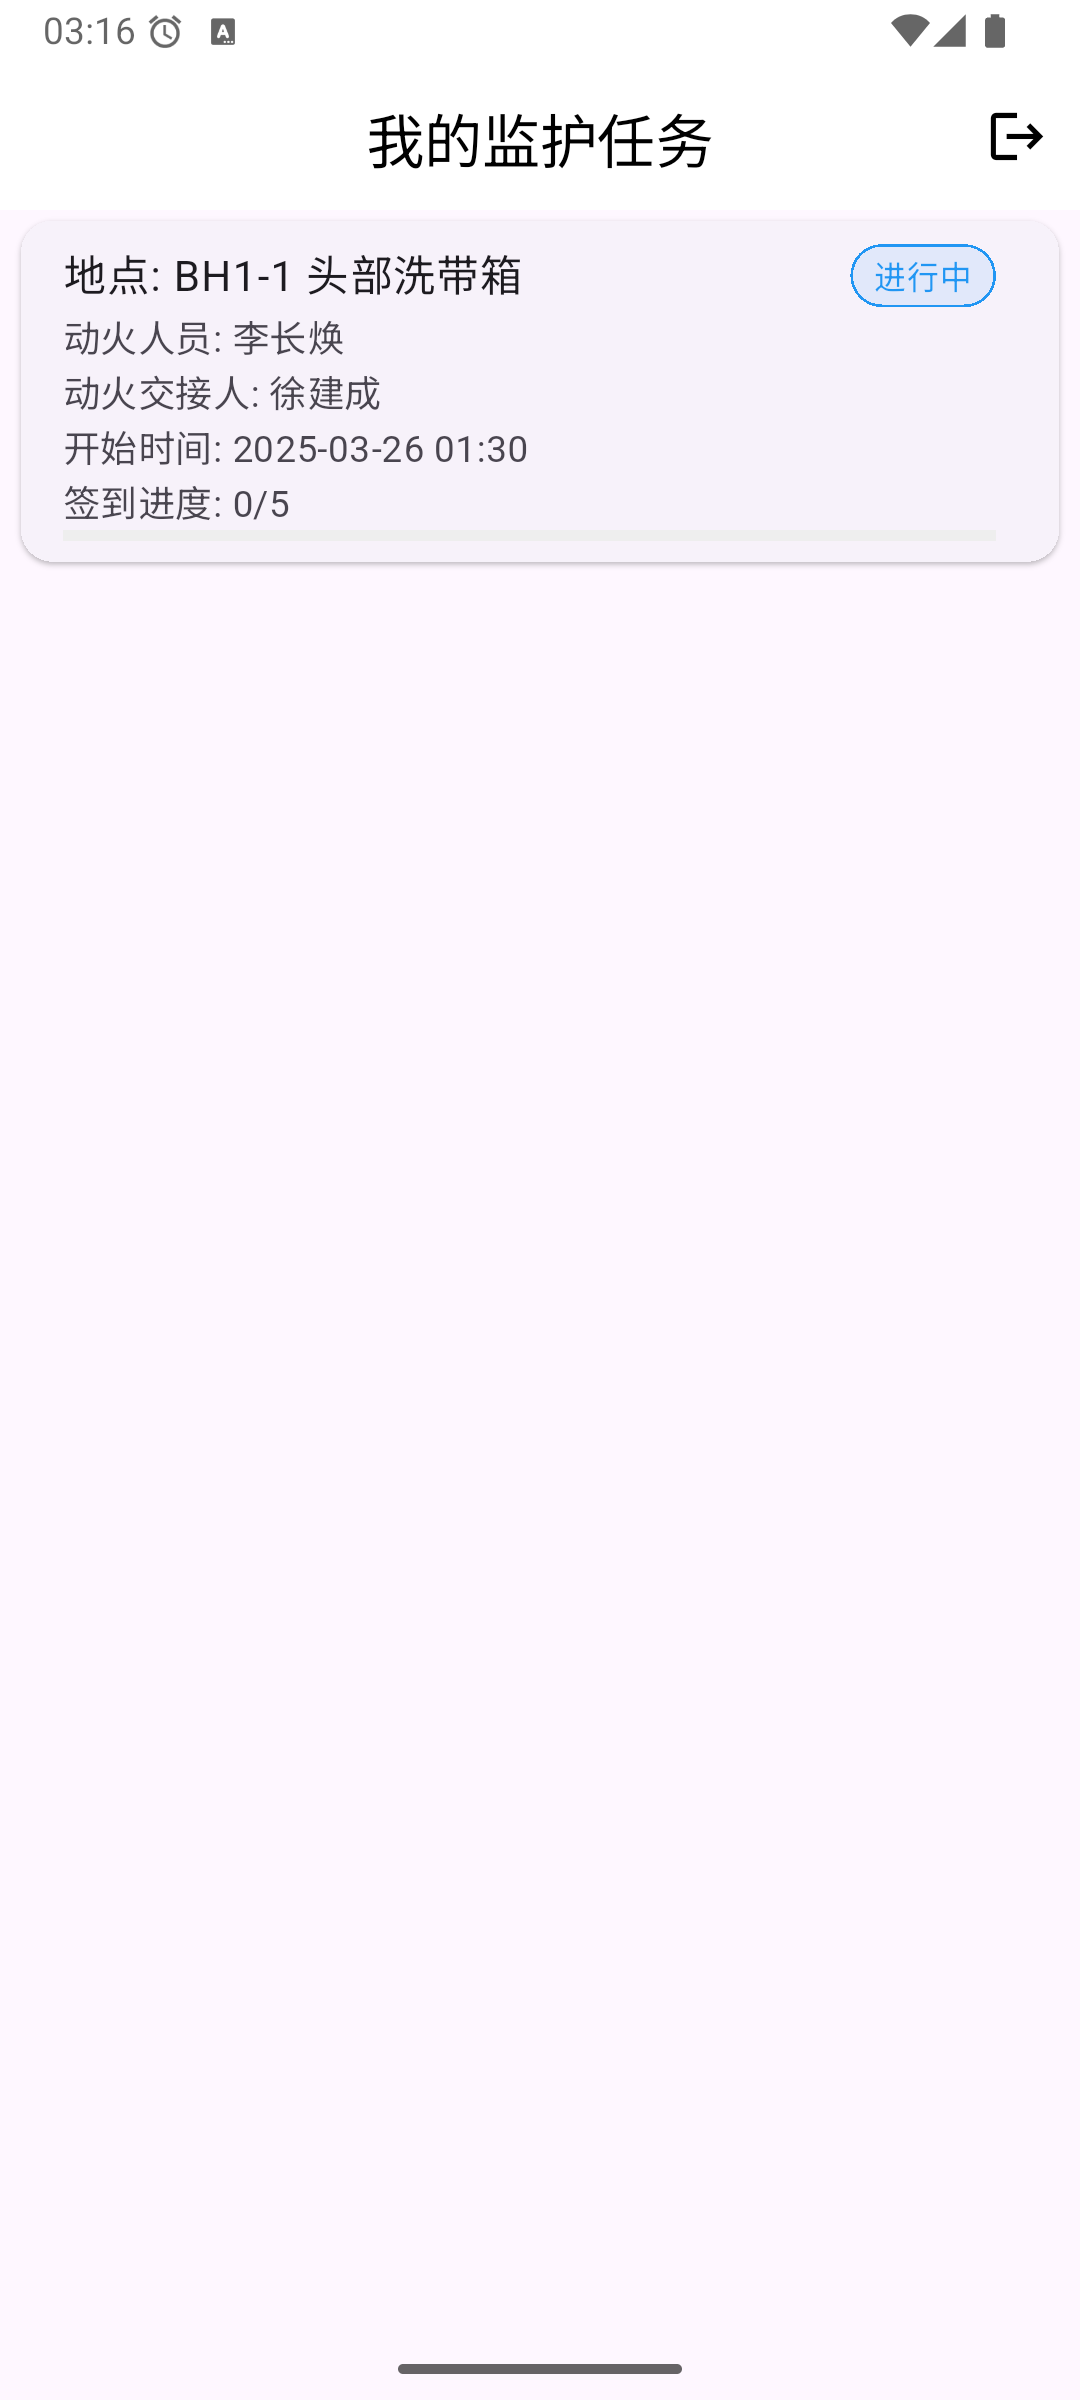 03:16
我的监护任务
地点: BH1-1 头部洗带箱
进行中
动火人员: 李长焕
动火交接人: 徐建成
开始时间: 2025-03-26 01:30
签到进度: 0/5